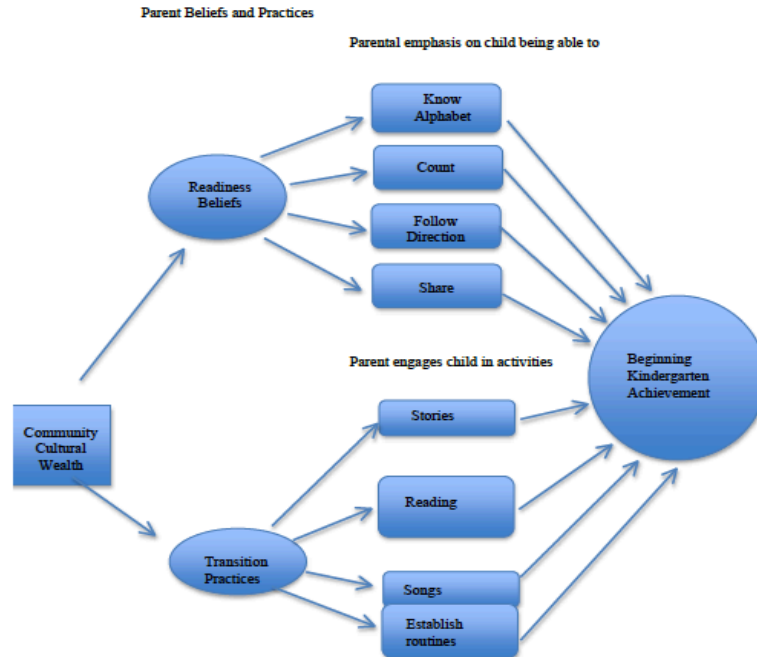 Parent Beliefs and Practices
Parental emphasis on child being able to
Know
Alphabet
Count
Readiness
Beliefs
Follow
Direction
Share
Parent engages child in activities
Beginning
Kindergarten
Achievement
Stories
Community
Cultural
Wealth
Reading
Transition
Practices
Songs
Establish
routines